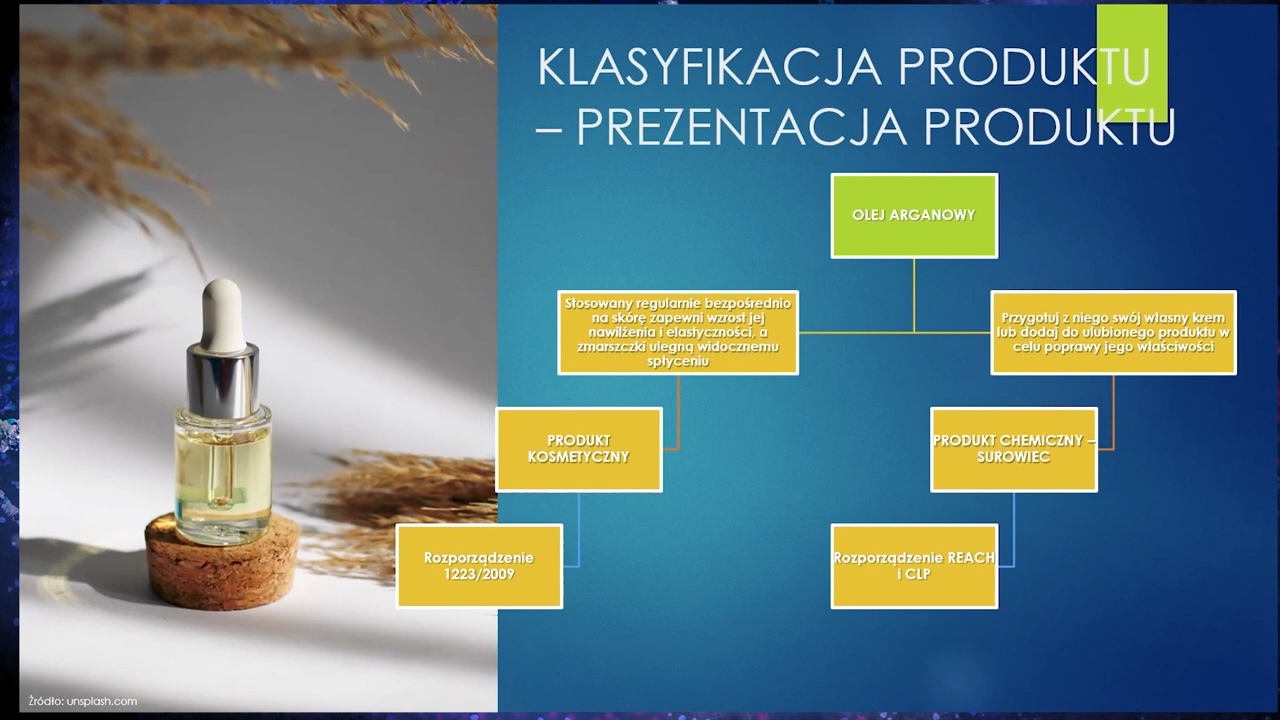 KLASYFIKACJA PRODUKTU
– PREZENTACJA PRODUKTU
OLEJ ARGANOWY
Stosowany regularnie bezpośrednio
na skórę zapewni wzrost jej
nawilżenia i elastyczności, a
zmarszczki ulegną widocznemu
spłyceniu
Przygotuj z niego swój własny krem
lub dodaj do ulubionego produktu w
celu poprawy jego właściwości
PRODUKT
KOSMETYCZNY
PRODUKT CHEMICZNY –
SUROWIEC
Rozporządzenie
1223/2009
Rozporządzenie REACH
i CLP
Źródło: unsplash.com